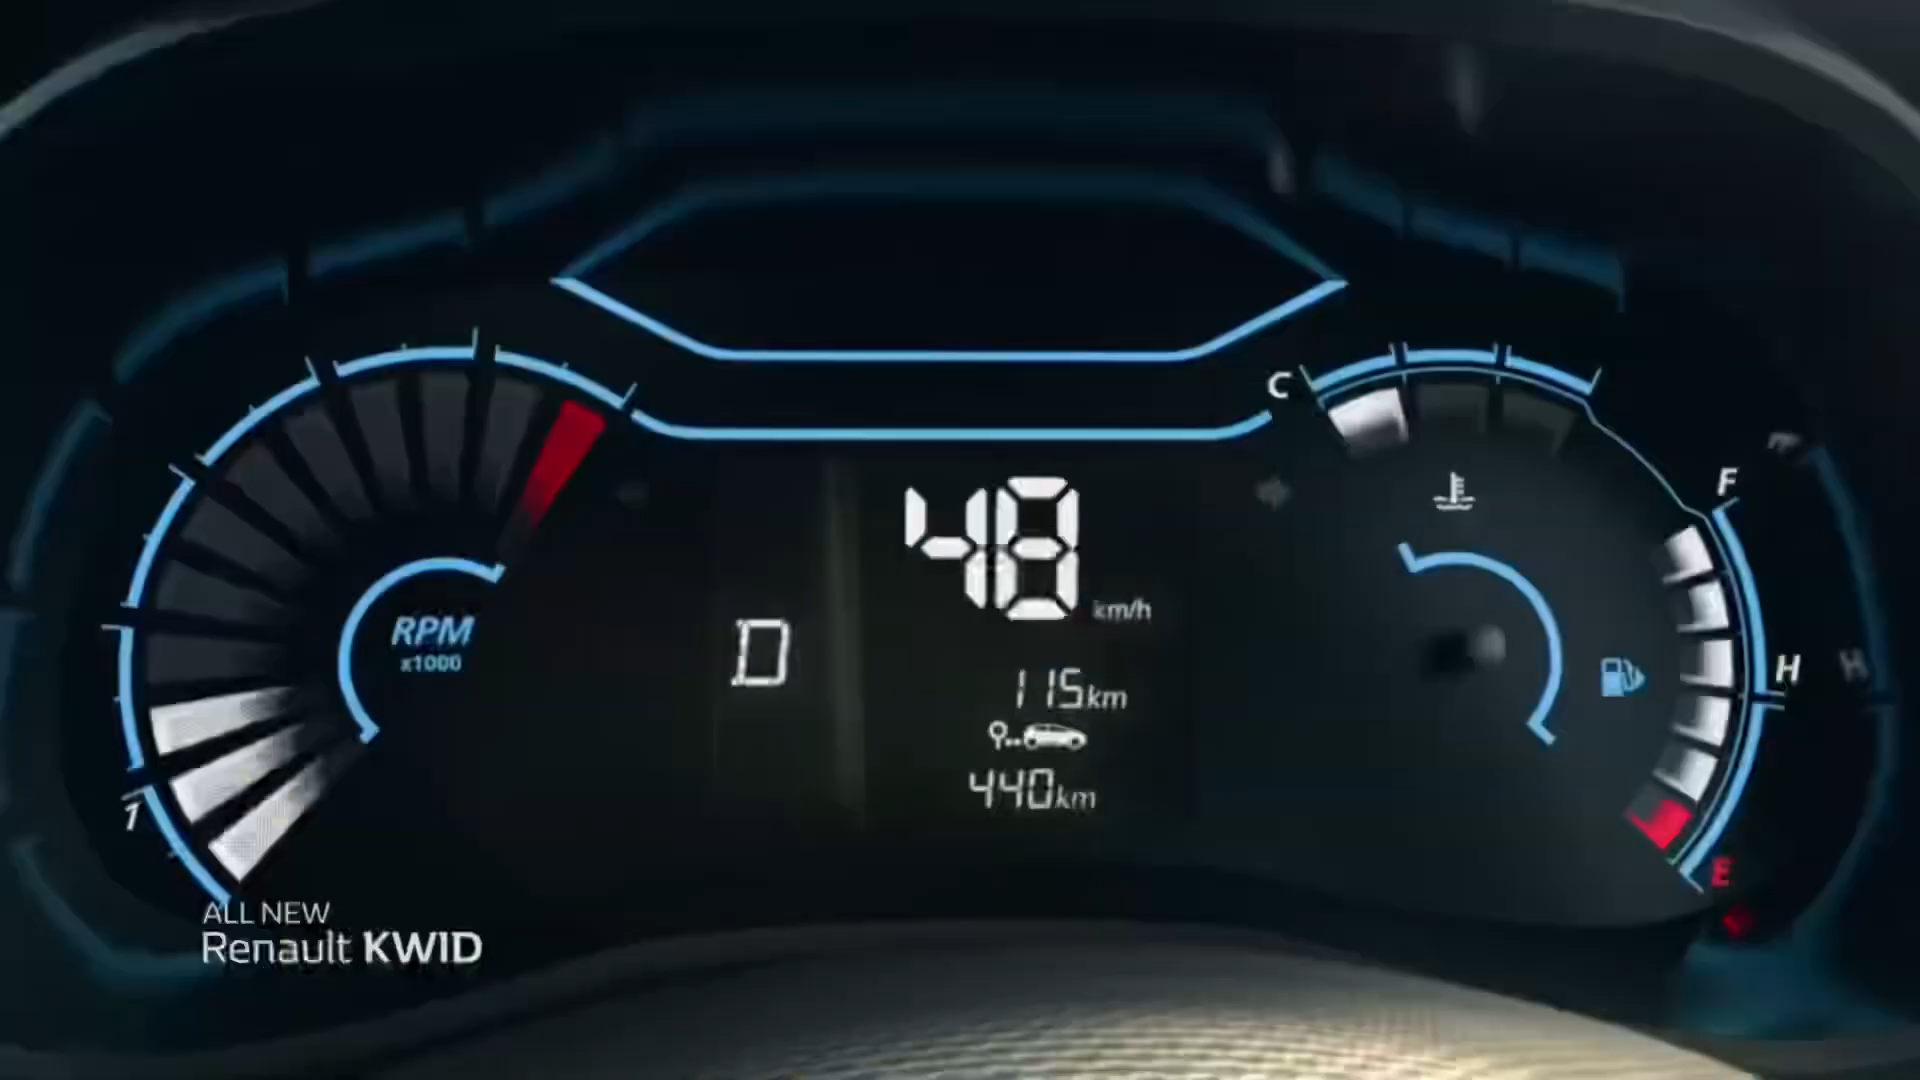 C
F
48 km/h
RPM
x1000
D
H
115km
440km
1
E
ALL NEW
Renault KWID